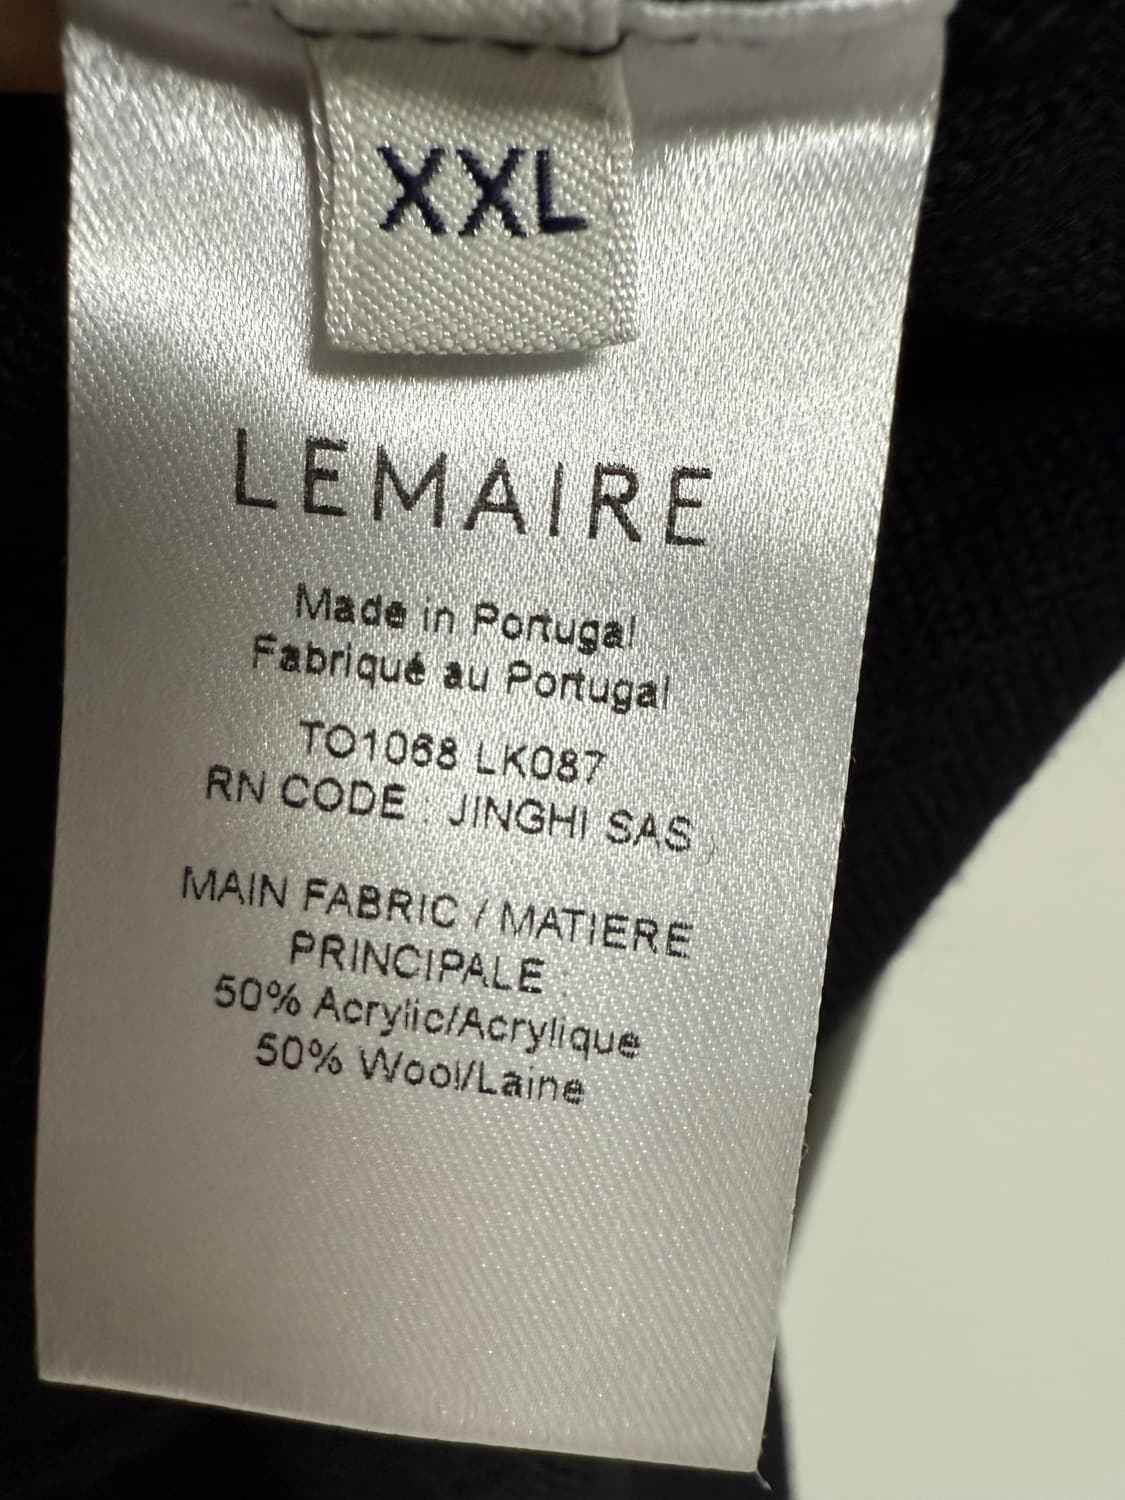 XXL
LEMAIRE
Made in Portugal
Fabriqué au Portugal
TO1068 LK087
RN CODE : JINGHI SAS
MAIN FABRIC / MATIERE
PRINCIPALE :
50% Acrylic/Acrylique
50% Wool/Laine